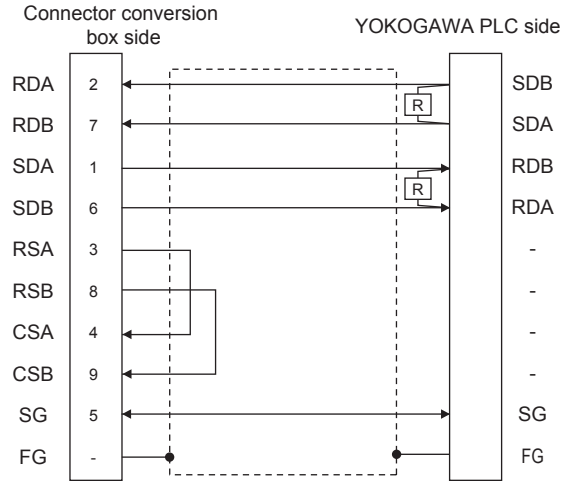 Connector conversion
box side
YOKOGAWA PLC side
RDA 2 SDB
R
RDB 7 SDA
SDA 1 RDB
R
SDB 6 RDA
RSA 3 -
RSB 8 -
CSA 4 -
CSB 9 -
SG 5 SG
FG - FG